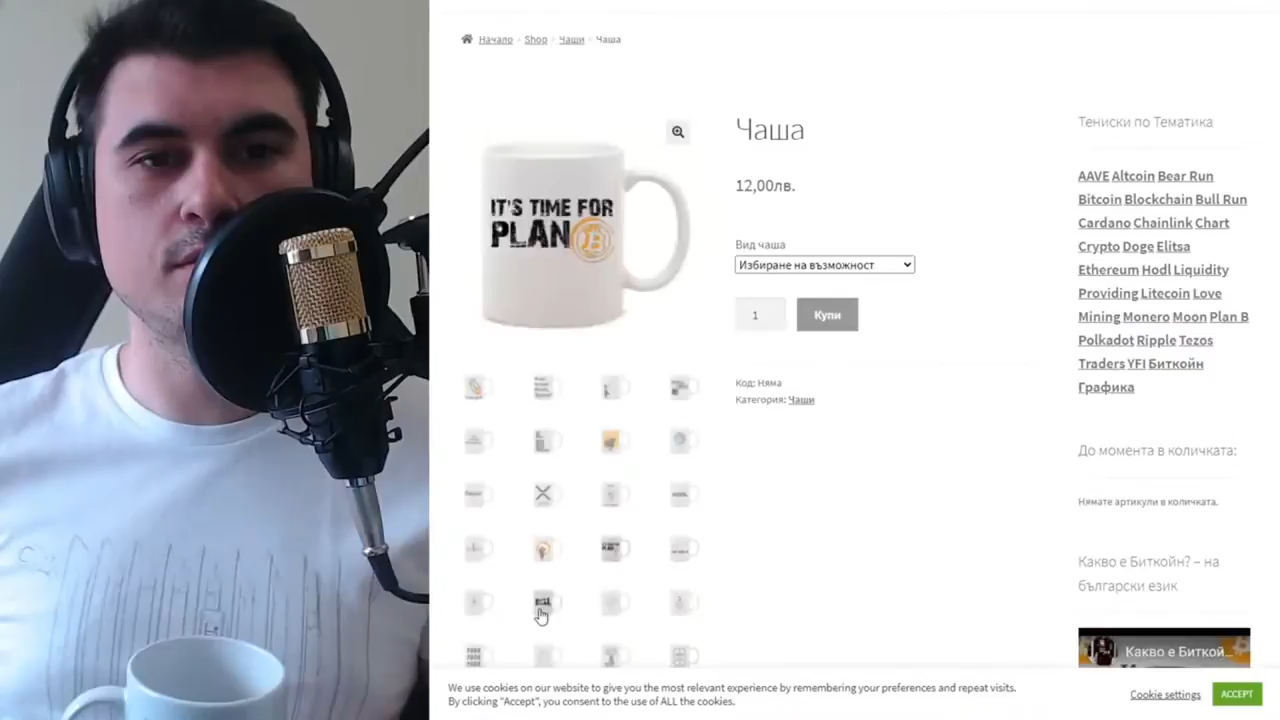 Начало › Shop › Чаши › Чаша
IT'S TIME FOR
PLAN B
Чаша
12,00лв.
Вид чаша
Избиране на възможност
1
Купи
Код: Няма
Категория: Чаши
Тениски по Тематика
AAVE Altcoin Bear Run
Bitcoin Blockchain Bull Run
Cardano Chainlink Chart
Crypto Doge Elitsa
Ethereum Hodl Liquidity
Providing Litecoin Love
Mining Monero Moon Plan B
Polkadot Ripple Tezos
Traders YFI Биткойн
Графика
До момента в количката:
Нямате артикули в количката.
Какво е Биткойн? – на
български език
Какво е Биткой...
We use cookies on our website to give you the most relevant experience by remembering your preferences and repeat visits.
By clicking "Accept", you consent to the use of ALL the cookies.
Cookie settings
ACCEPT